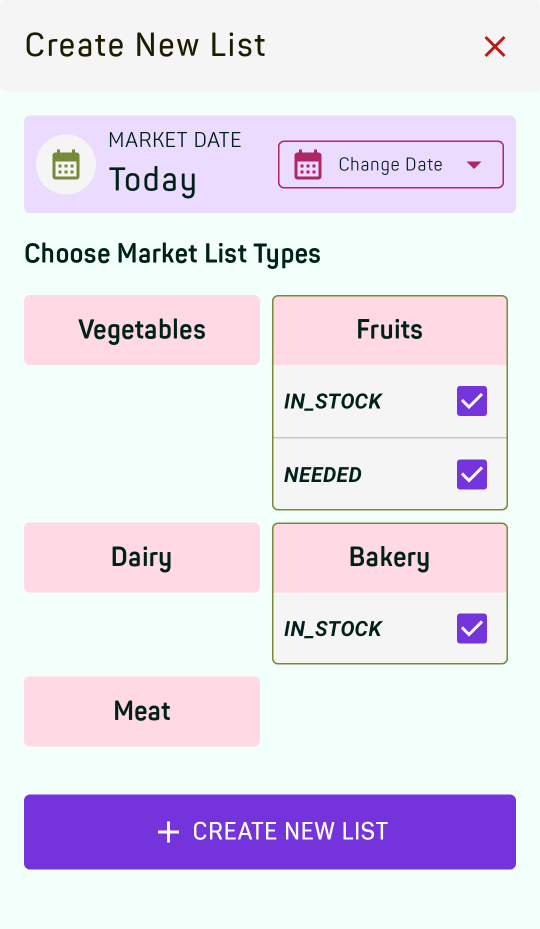 Create New List
MARKET DATE
Today
Change Date
Choose Market List Types
Vegetables
Fruits
IN_STOCK
NEEDED
Dairy
Bakery
IN_STOCK
Meat
CREATE NEW LIST